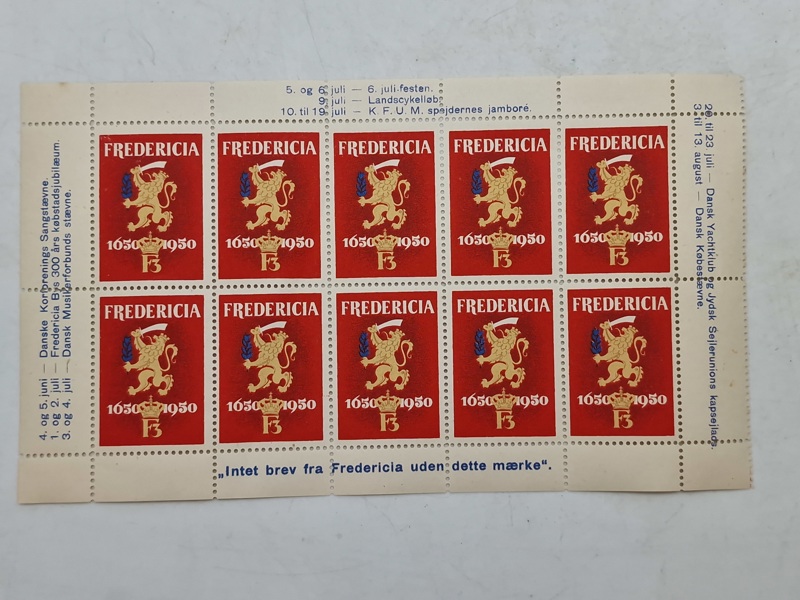 5. og 6. juli — 6. juli-festen.
9. juli — Landscykelløb.
10. til 19. juli — K. F. U. M. spejdernes jamboré.
4. og 5. juni — Danske Korforenings Sangstævne.
1. og 2. juli — Fredericia Bys 300 års købstadsjubilæum.
3. og 4. juli — Dansk Musikerforbunds stævne.
FREDERICIA FREDERICIA FREDERICIA FREDERICIA FREDERICIA
1650 1950 1650 1950 1650 1950 1650 1950 1650 1950
F3 F3 F3 F3 F3
FREDERICIA FREDERICIA FREDERICIA FREDERICIA FREDERICIA
1650 1950 1650 1950 1650 1950 1650 1950 1650 1950
F3 F3 F3 F3 F3
til 23 juli — Dansk Yachtklub og Jydsk Sejlerunions kapsejlads.
3 til 13. august — Dansk Købestævne.
„Intet brev fra Fredericia uden dette mærke“.